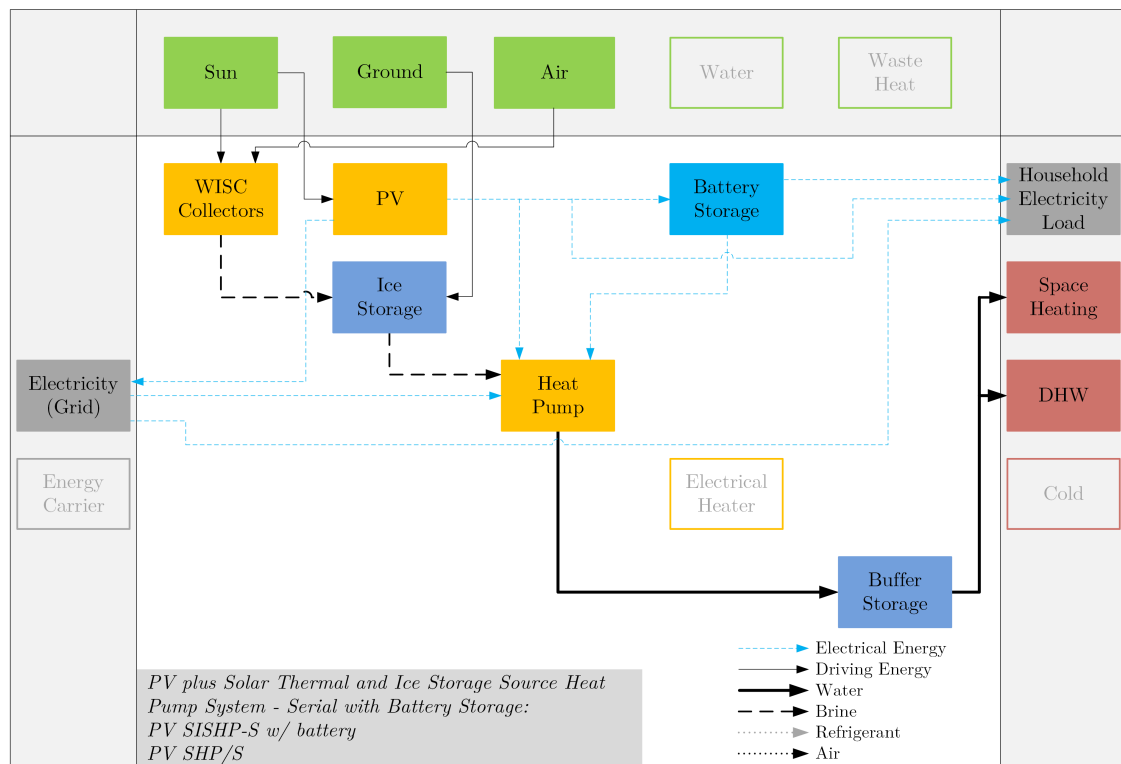 Sun
Ground
Air
Water
Waste
Heat
WISC
Collectors
PV
Battery
Storage
Household
Electricity
Load
Ice
Storage
Space
Heating
Electricity
(Grid)
Heat
Pump
DHW
Energy
Carrier
Electrical
Heater
Cold
Buffer
Storage
Electrical Energy
Driving Energy
Water
Brine
Refrigerant
Air
PV plus Solar Thermal and Ice Storage Source Heat
Pump System - Serial with Battery Storage:
PV SISHP-S w/ battery
PV SHP/S